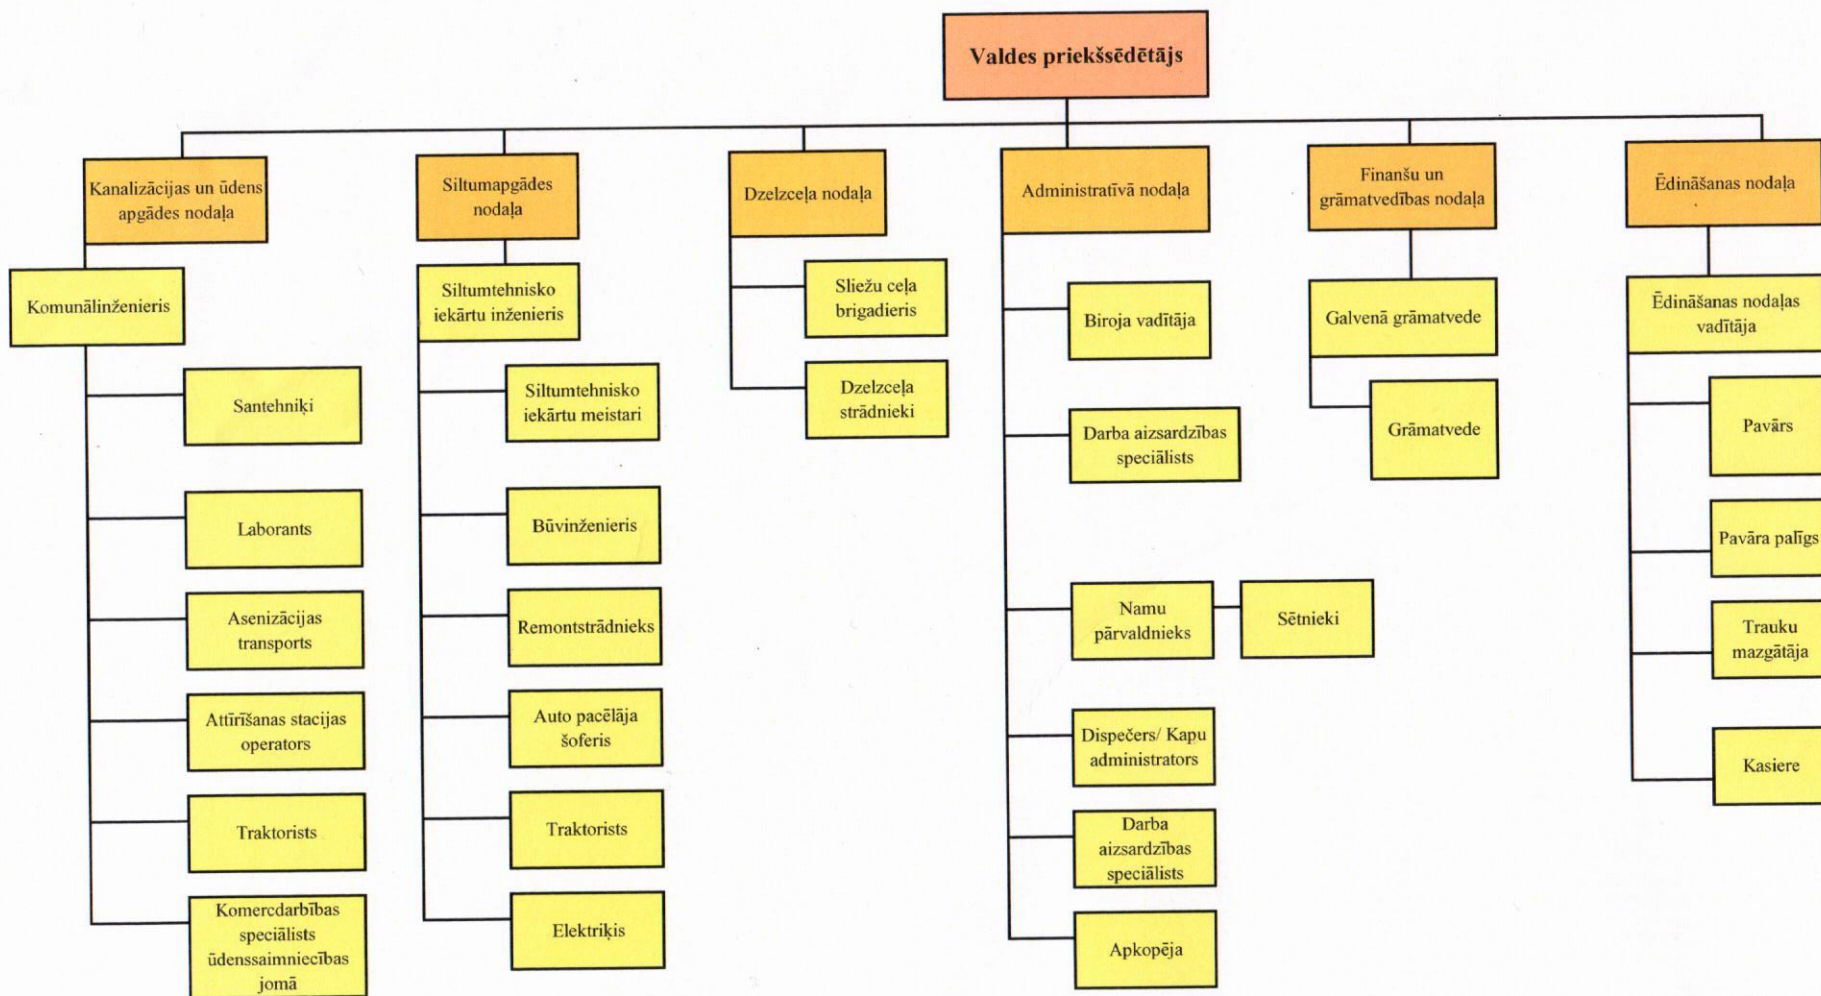 Valdes priekšsēdētājs
Kanalizācijas un ūdens
apgādes nodaļa
Siltumapgādes
nodaļa
Dzelzceļa nodaļa
Administratīvā nodaļa
Finanšu un
grāmatvedības nodaļa
Ēdināšanas nodaļa
Komunālinženieris
Santehniķi
Laborants
Asenizācijas
transports
Attīrīšanas stacijas
operators
Traktorists
Komercdarbības
speciālists
ūdenssaimniecības
jomā
Siltumtehnisko
iekārtu inženieris
Siltumtehnisko
iekārtu meistari
Būvinženieris
Remontstrādnieks
Auto pacēlāja
šoferis
Traktorists
Elektriķis
Sliežu ceļa
brigadieris
Dzelzceļa
strādnieki
Biroja vadītāja
Darba aizsardzības
speciālists
Namu
pārvaldnieks
Sētnieki
Dispečers/ Kapu
administrators
Darba
aizsardzības
speciālists
Apkopēja
Galvenā grāmatvede
Grāmatvede
Ēdināšanas nodaļas
vadītāja
Pavārs
Pavāra palīgs
Trauku
mazgātāja
Kasiere